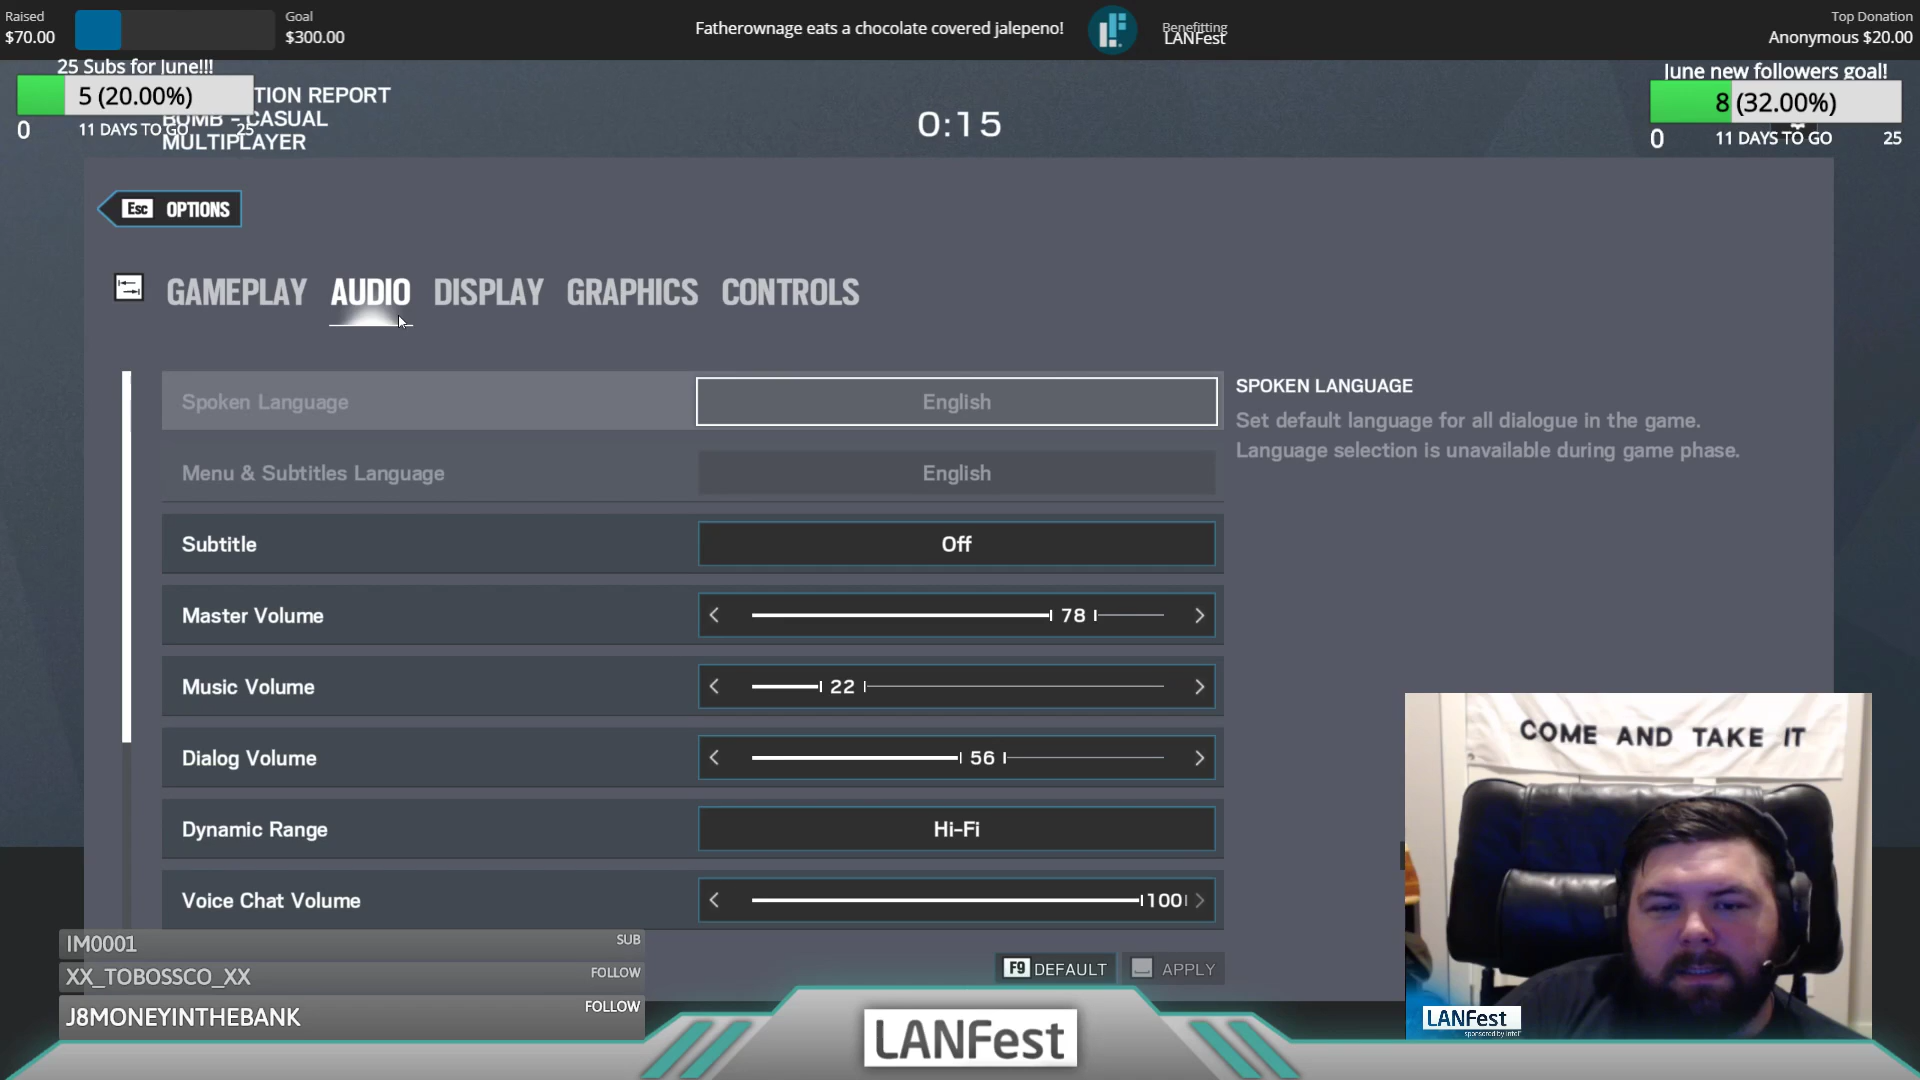 Raised
$70.00
Goal
$300.00
Fatherownage eats a chocolate covered jalepeno!
Benefitting
LANFest
Top Donation
Anonymous $20.00
25 Subs for June!!!
5 (20.00%)
0
11 DAYS TO GO
25
TION REPORT
BOMB - CASUAL
MULTIPLAYER
0:15
June new followers goal!
8 (32.00%)
0
11 DAYS TO GO
25
Esc OPTIONS
GAMEPLAY AUDIO DISPLAY GRAPHICS CONTROLS
Spoken Language
English
Menu & Subtitles Language
English
Subtitle
Off
Master Volume
78
Music Volume
22
Dialog Volume
56
Dynamic Range
Hi-Fi
Voice Chat Volume
100
SPOKEN LANGUAGE
Set default language for all dialogue in the game.
Language selection is unavailable during game phase.
F9 DEFAULT
APPLY
IM0001
SUB
XX_TOBOSSCO_XX
FOLLOW
J8MONEYINTHEBANK
FOLLOW
LANFest
COME AND TAKE IT
LANFest
sponsored by Intel